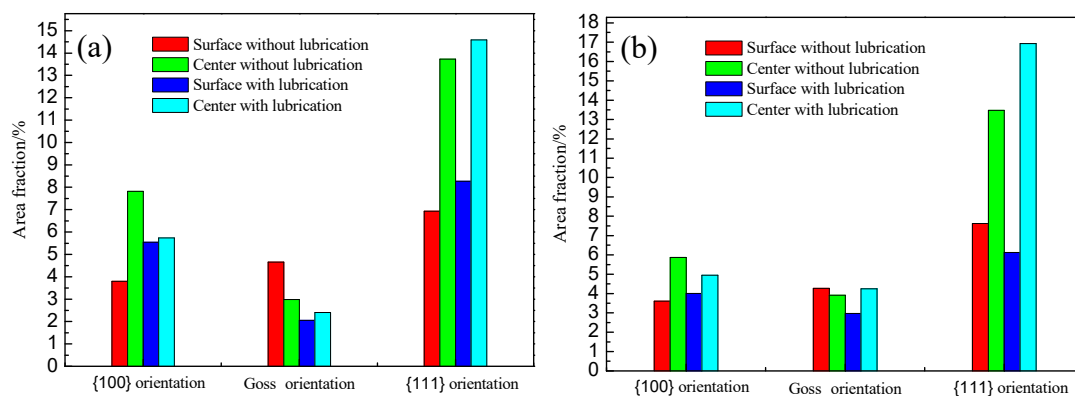 (a)
Surface without lubrication
Center without lubrication
Surface with lubrication
Center with lubrication
Area fraction/%
15
14
13
12
11
10
9
8
7
6
5
4
3
2
1
0
{100} orientation
Goss orientation
{111} orientation
(b)
Surface without lubrication
Center without lubrication
Surface with lubrication
Center with lubrication
Area fraction/%
18
17
16
15
14
13
12
11
10
9
8
7
6
5
4
3
2
1
0
{100} orientation
Goss orientation
{111} orientation